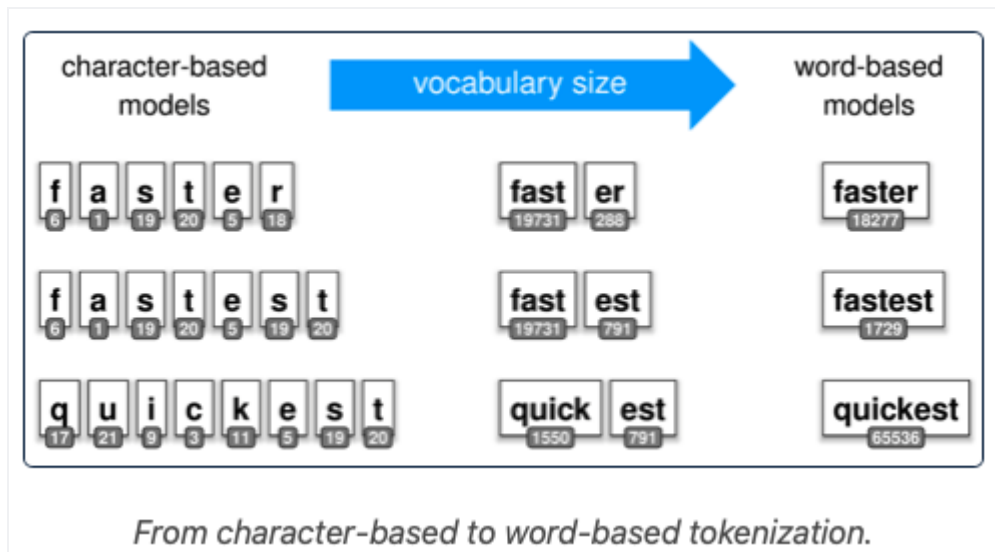 character-based
models
vocabulary size
word-based
models
f a s t e r
6 1 19 20 5 18
fast er
19731 288
faster
18277
f a s t e s t
6 1 19 20 5 19 20
fast est
19731 791
fastest
1729
q u i c k e s t
17 21 9 3 11 5 19 20
quick est
1550 791
quickest
65536
From character-based to word-based tokenization.